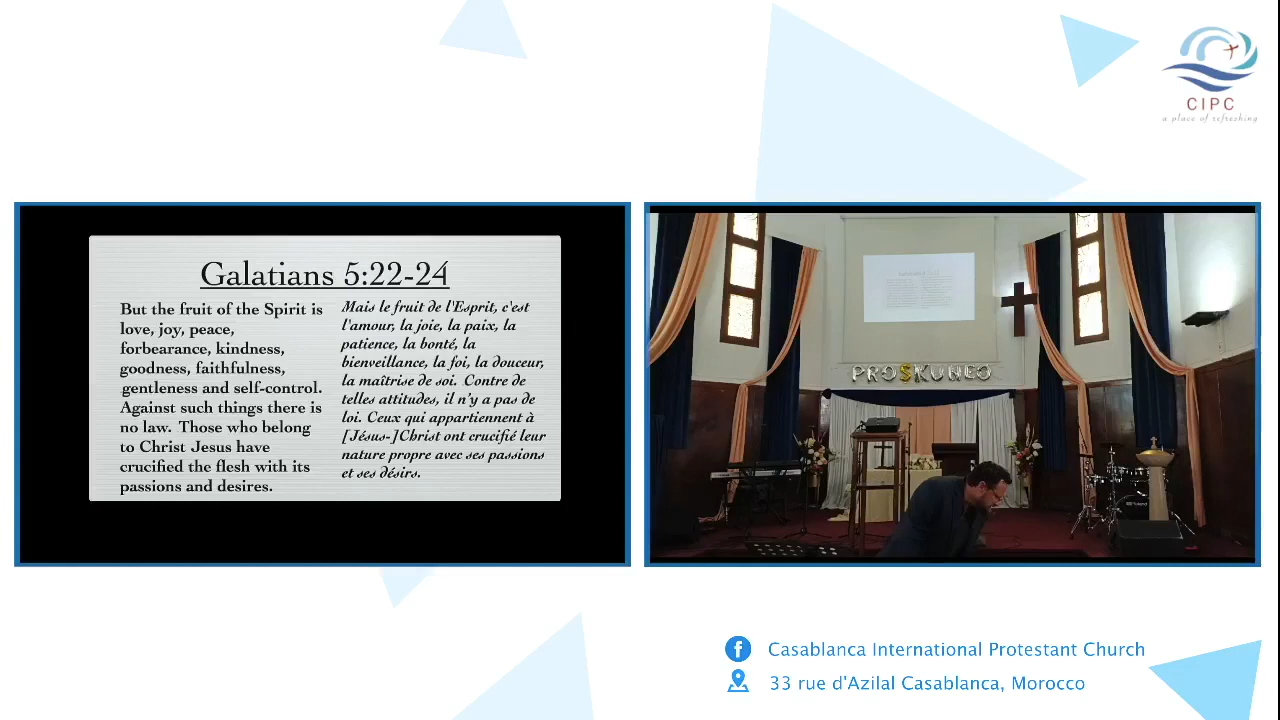 CIPC
a place of refreshing
Galatians 5:22-24
But the fruit of the Spirit is
love, joy, peace,
forbearance, kindness,
goodness, faithfulness,
gentleness and self-control.
Against such things there is
no law. Those who belong
to Christ Jesus have
crucified the flesh with its
passions and desires.
Mais le fruit de l'Esprit, c'est
l'amour, la joie, la paix, la
patience, la bonté, la
bienveillance, la foi, la douceur,
la maîtrise de soi. Contre de
telles attitudes, il n'y a pas de
loi. Ceux qui appartiennent à
[Jésus-]Christ ont crucifié leur
nature propre avec ses passions
et ses désirs.
PROSKUNEO
Casablanca International Protestant Church
33 rue d'Azilal Casablanca, Morocco